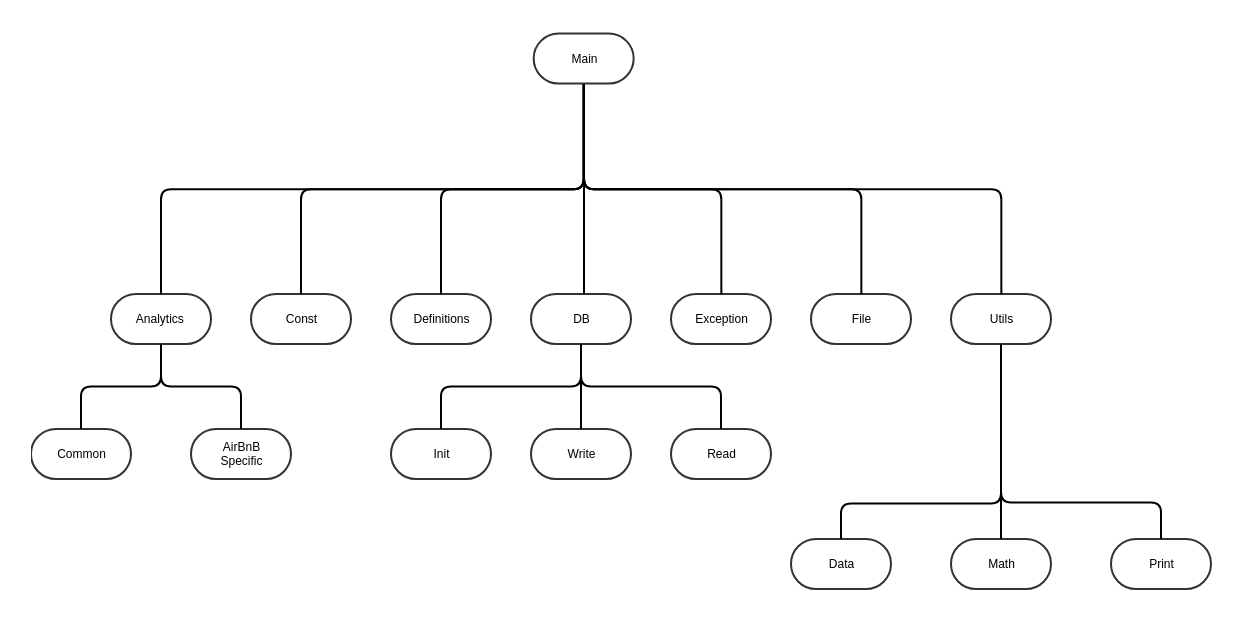 Main
Analytics
Const
Definitions
DB
Exception
File
Utils
Common
AirBnB
Specific
Init
Write
Read
Data
Math
Print